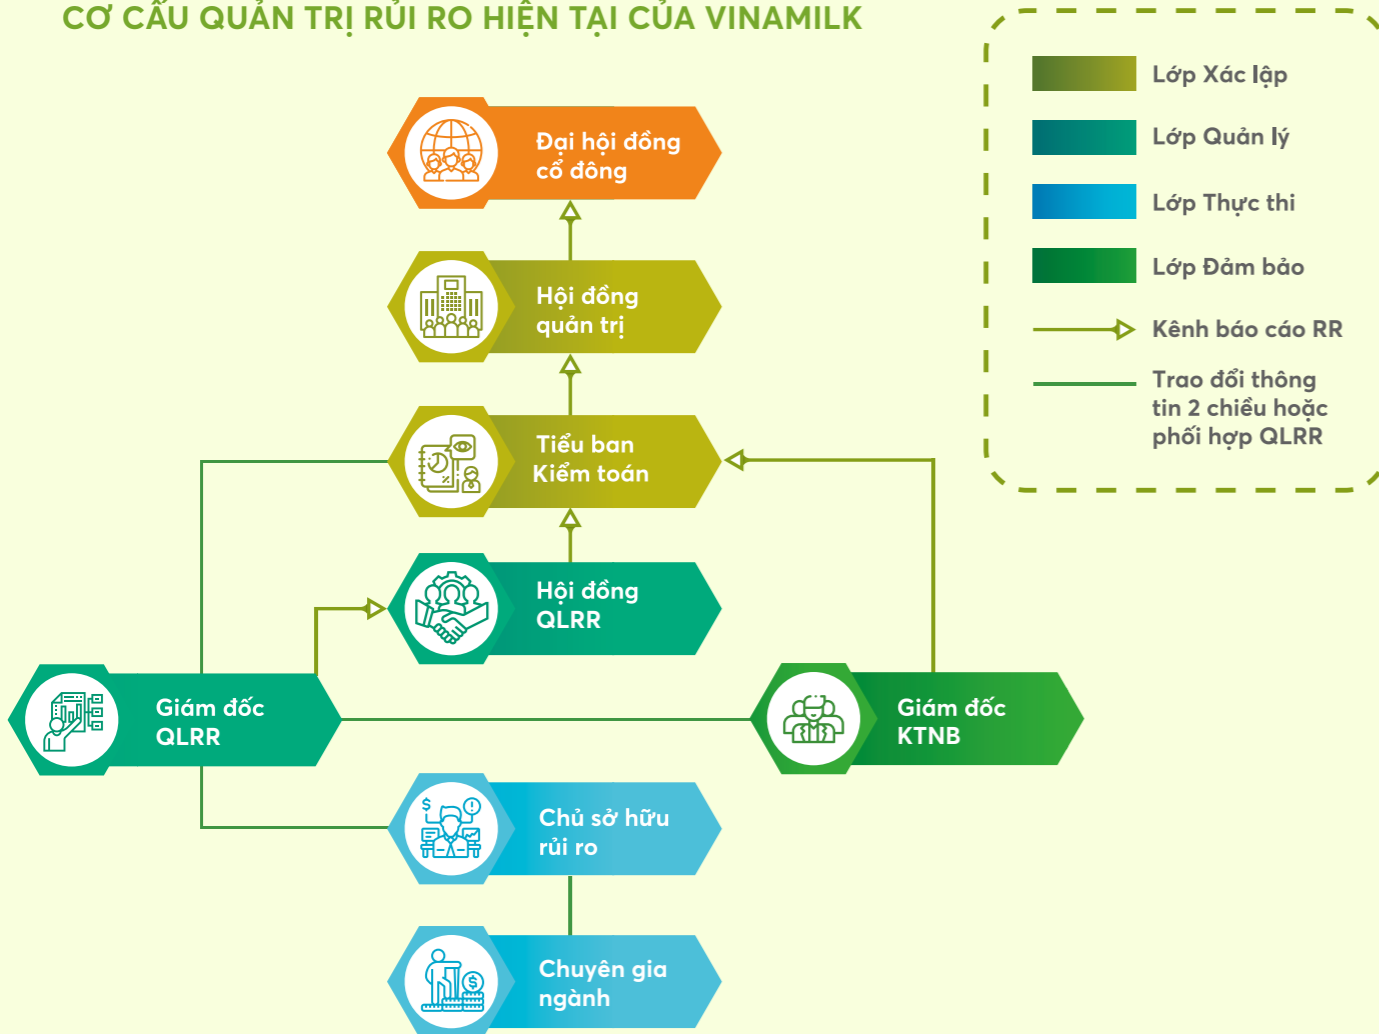 CƠ CẤU QUẢN TRỊ RỦI RO HIỆN TẠI CỦA VINAMILK
Lớp Xác lập
Lớp Quản lý
Lớp Thực thi
Lớp Đảm bảo
Kênh báo cáo RR
Trao đổi thông
tin 2 chiều hoặc
phối hợp QLRR
Đại hội đồng
cổ đông
Hội đồng
quản trị
Tiểu ban
Kiểm toán
Hội đồng
QLRR
Giám đốc
QLRR
Giám đốc
KTNB
Chủ sở hữu
rủi ro
Chuyên gia
ngành